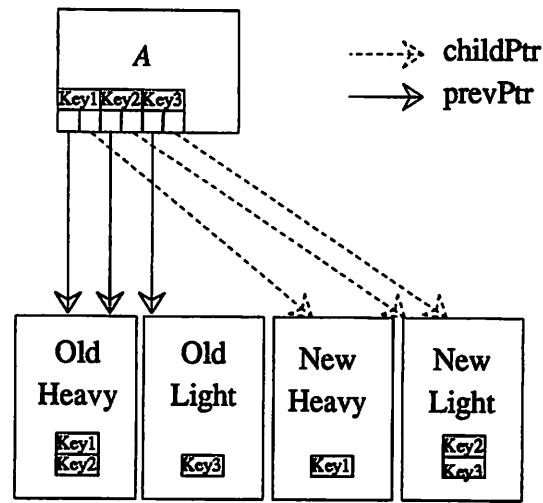 A
Key1 Key2 Key3
childPtr
prevPtr
Old Heavy
Key1
Key2
Old Light
Key3
New Heavy
Key1
New Light
Key2
Key3